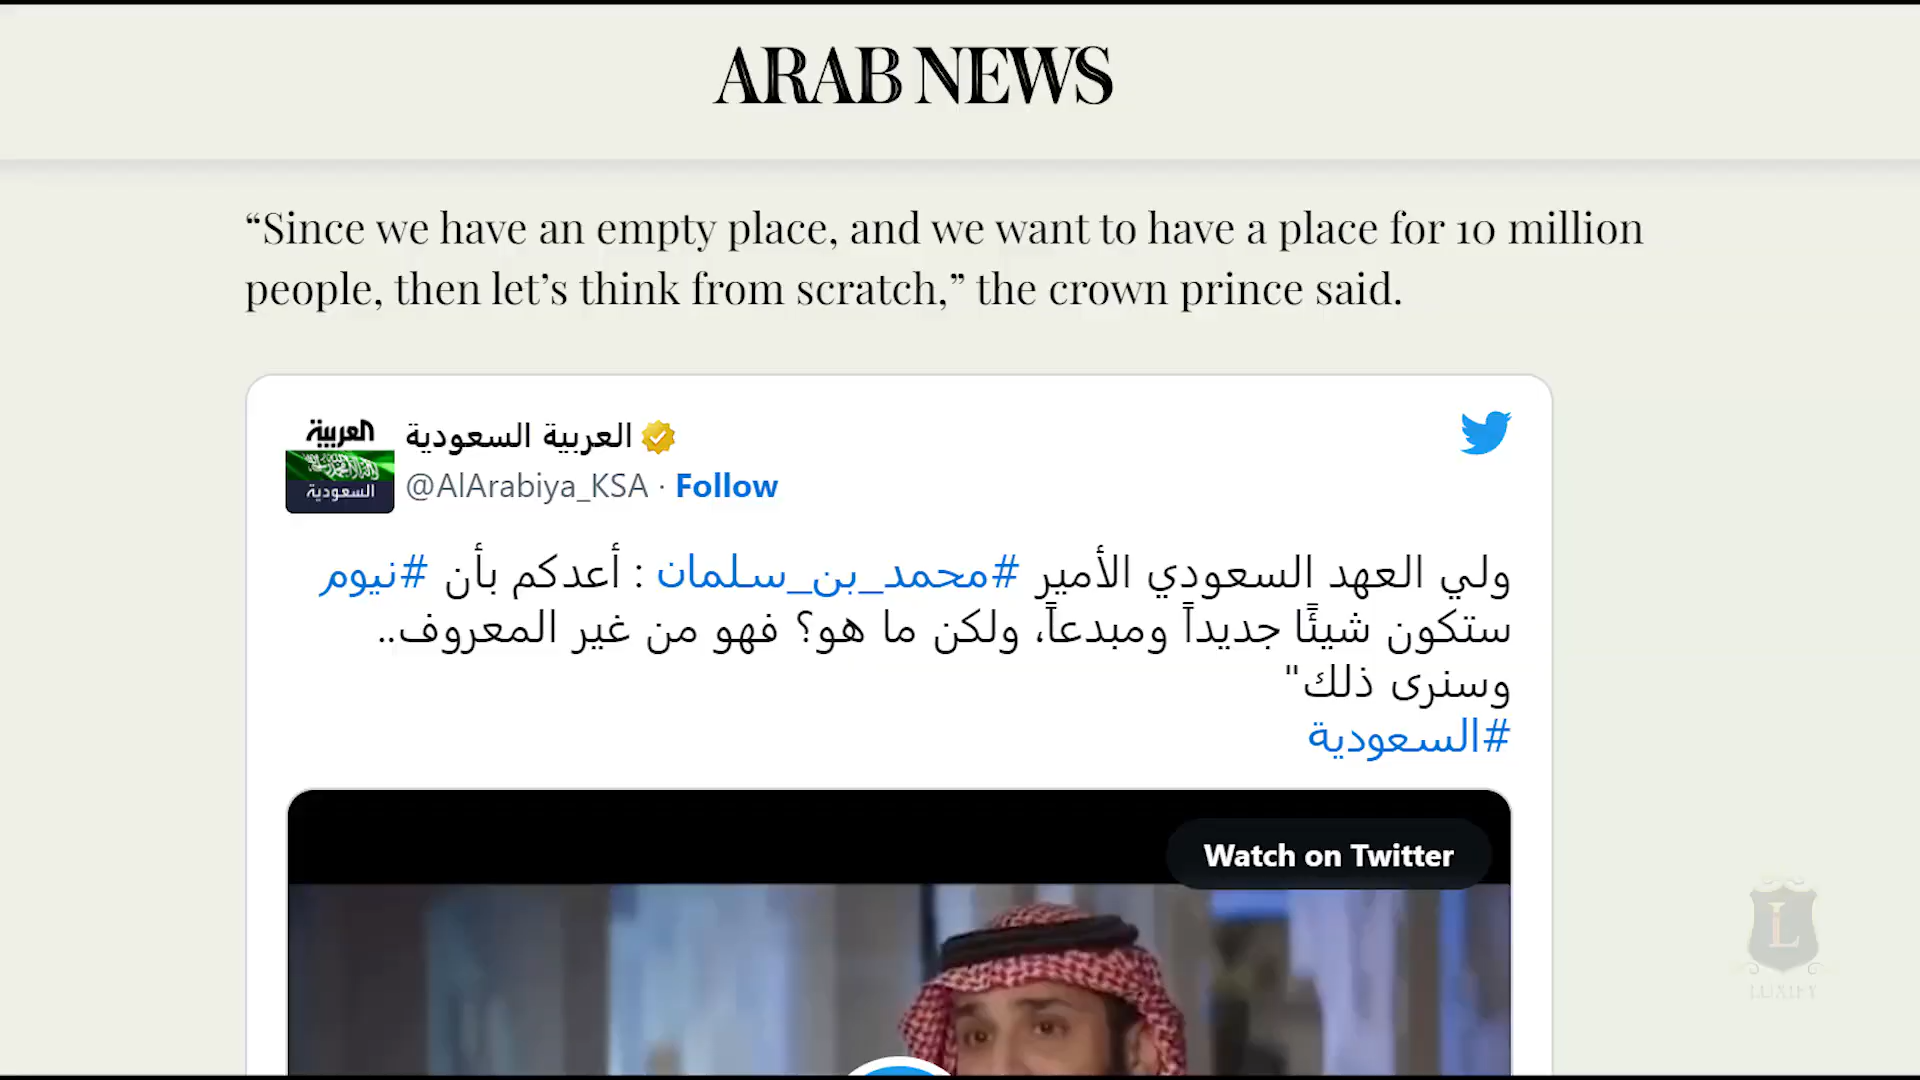 ARAB NEWS
“Since we have an empty place, and we want to have a place for 10 million
people, then let’s think from scratch,” the crown prince said.
العربية
السعودية
العربية السعودية
@AlArabiya_KSA · Follow
ولي العهد السعودي الأمير #محمد_بن_سلمان : أعدكم بأن #نيوم
ستكون شيئًا جديداً ومبدعاً، ولكن ما هو؟ فهو من غير المعروف..
وسنرى ذلك"
#السعودية
Watch on Twitter
L
LUXIFY